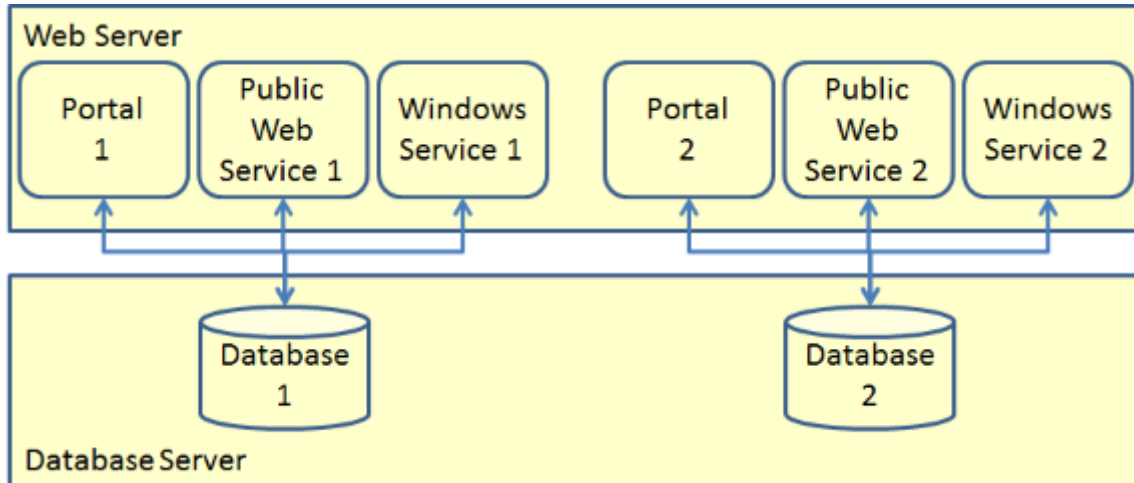 Web Server
Portal
1
Public
Web
Service 1
Windows
Service 1
Portal
2
Public
Web
Service 2
Windows
Service 2
Database
1
Database
2
Database Server